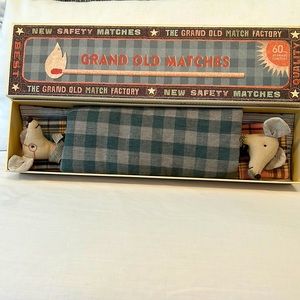 NEW SAFETY MATCHES ★ THE GRAND OLD MATCH FACTORY
BEST
60
GRAND OLD MATCHES
THE GRAND OLD MATCH FACTORY ★ NEW SAFETY MATCHES